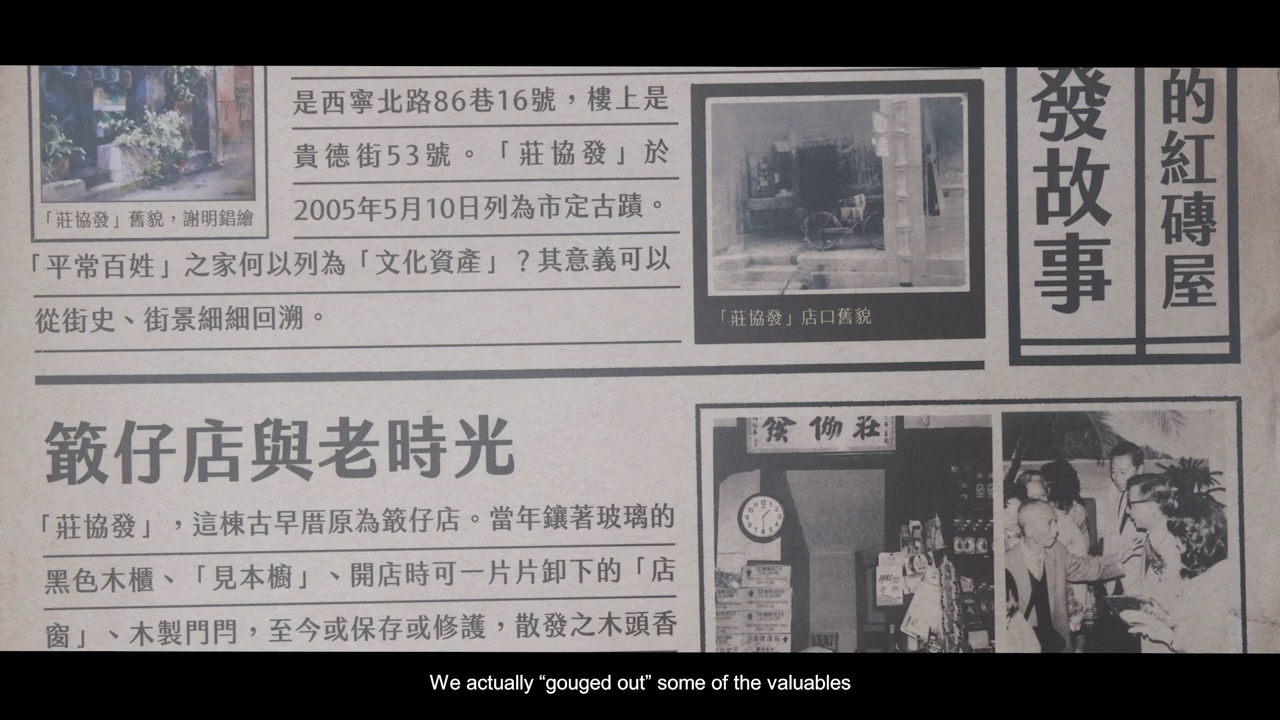 的紅磚屋
發故事
是西寧北路86巷16號，樓上是
貴德街53號。「莊協發」於
2005年5月10日列為市定古蹟。
「平常百姓」之家何以列為「文化資產」？其意義可以
從街史、街景細細回溯。
「莊協發」舊貌，謝明錩繪
「莊協發」店口舊貌
𥴊仔店與老時光
「莊協發」，這棟古早厝原為𥴊仔店。當年鑲著玻璃的
黑色木櫃、「見本櫥」、開店時可一片片卸下的「店
窗」、木製門閂，至今或保存或修護，散發之木頭香
莊協發
We actually “gouged out” some of the valuables